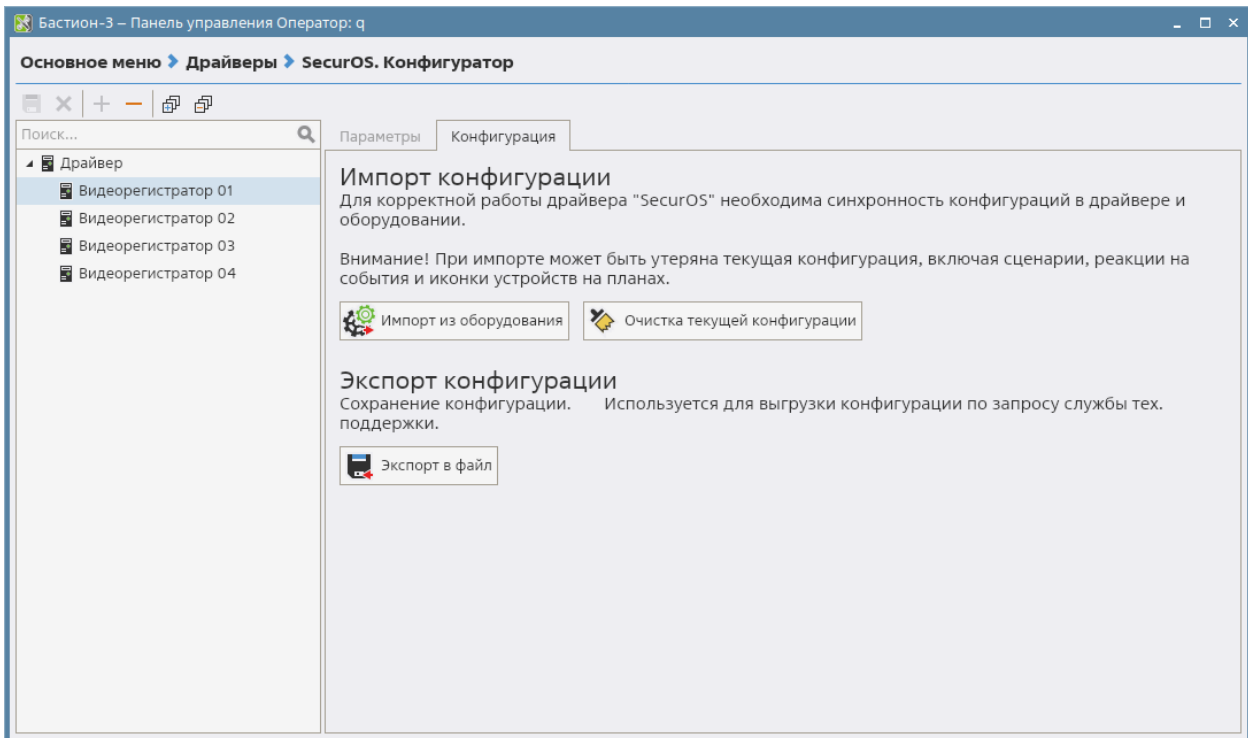 Бастион-3 – Панель управления Оператор: q
Основное меню Драйверы SecurOS. Конфигуратор
Поиск...
Драйвер
Видеорегистратор 01
Видеорегистратор 02
Видеорегистратор 03
Видеорегистратор 04
Параметры Конфигурация
Импорт конфигурации
Для корректной работы драйвера "SecurOS" необходима синхронность конфигураций в драйвере и
оборудовании.
Внимание! При импорте может быть утеряна текущая конфигурация, включая сценарии, реакции на
события и иконки устройств на планах.
Импорт из оборудования Очистка текущей конфигурации
Экспорт конфигурации
Сохранение конфигурации. Используется для выгрузки конфигурации по запросу службы тех.
поддержки.
Экспорт в файл